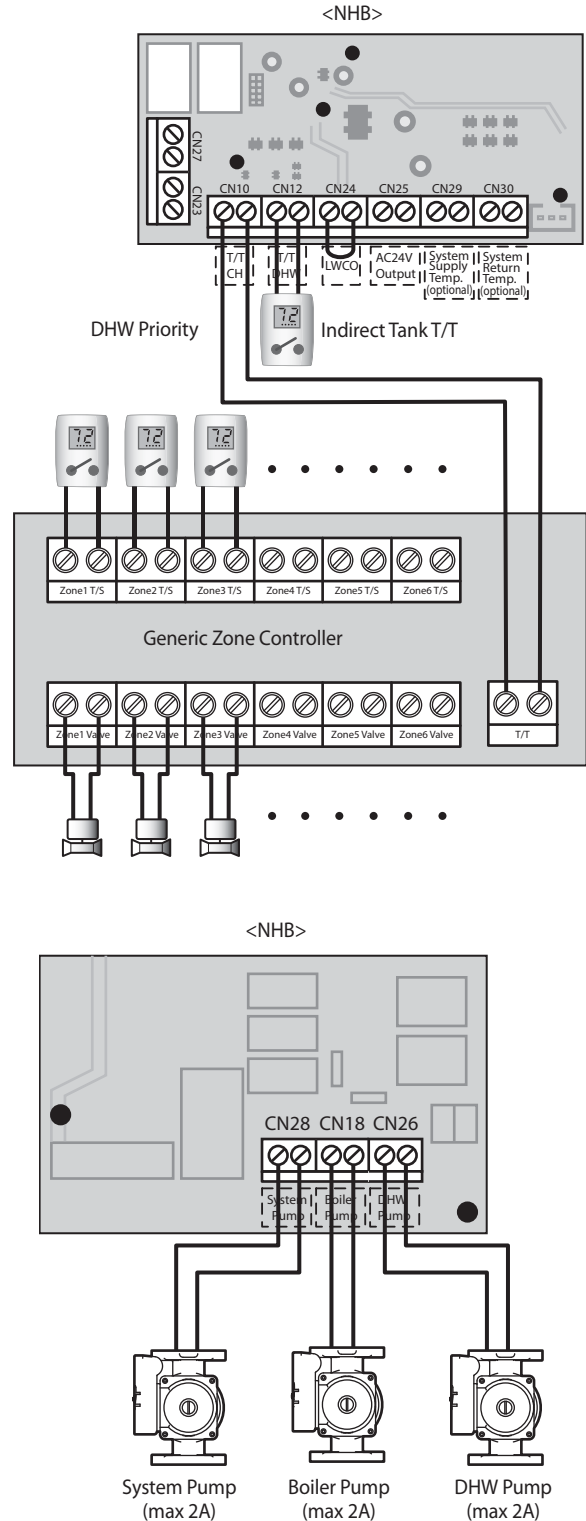 <NHB>
CN27
CN23
CN10 CN12 CN24 CN25 CN29 CN30
T/T
CH
T/T
DHW
LWCO
AC24V
Output
System
Supply
Temp.
(optional)
System
Return
Temp.
(optional)
DHW Priority
72
Indirect Tank T/T
72 72 72
Zone1 T/S Zone2 T/S Zone3 T/S Zone4 T/S Zone5 T/S Zone6 T/S
Generic Zone Controller
Zone1 Valve Zone2 Valve Zone3 Valve Zone4 Valve Zone5 Valve Zone6 Valve
T/T
<NHB>
CN28 CN18 CN26
System
Pump
Boiler
Pump
DHW
Pump
System Pump
(max 2A)
Boiler Pump
(max 2A)
DHW Pump
(max 2A)